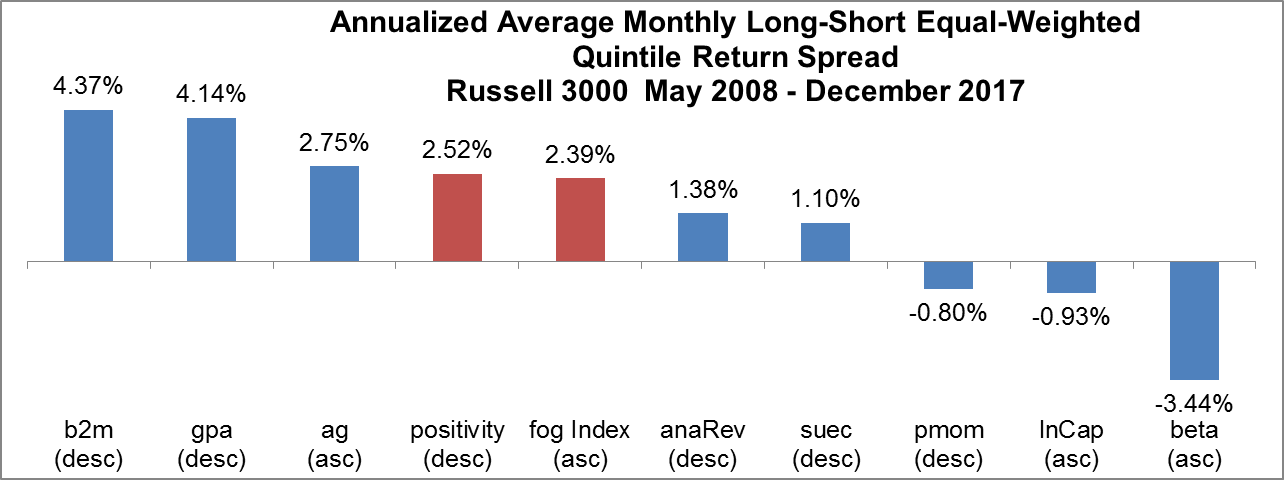 Annualized Average Monthly Long-Short Equal-Weighted
Quintile Return Spread
Russell 3000  May 2008 - December 2017
4.37%
4.14%
2.75%
2.52%
2.39%
1.38%
1.10%
-0.80%
-0.93%
-3.44%
b2m
(desc)
gpa
(desc)
ag
(asc)
positivity
(desc)
fog Index
(asc)
anaRev
(desc)
suec
(desc)
pmom
(desc)
lnCap
(asc)
beta
(asc)